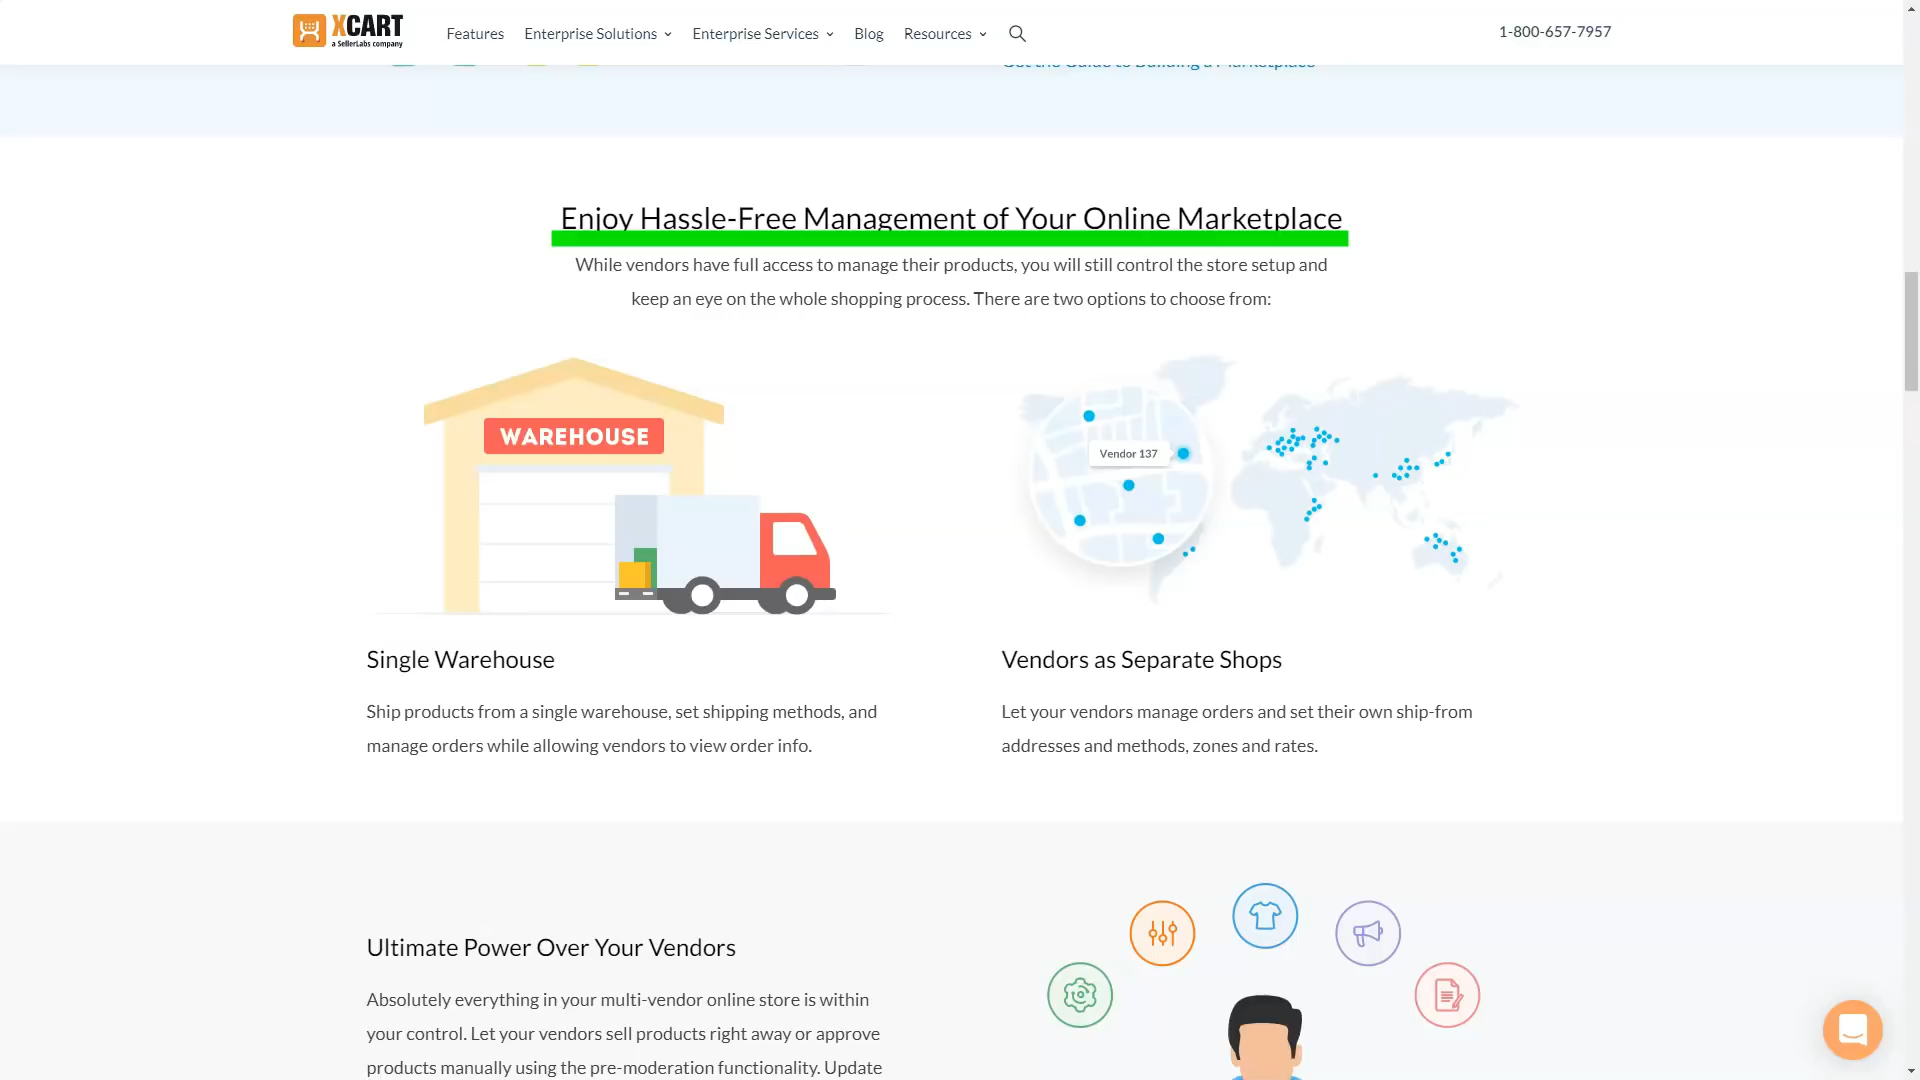 XCART
a SellerLabs company
Features
Enterprise Solutions
Enterprise Services
Blog
Resources
1-800-657-7957
Get the Guide to Building a Marketplace
Enjoy Hassle-Free Management of Your Online Marketplace
While vendors have full access to manage their products, you will still control the store setup and
keep an eye on the whole shopping process. There are two options to choose from:
WAREHOUSE
Vendor 137
Single Warehouse
Ship products from a single warehouse, set shipping methods, and
manage orders while allowing vendors to view order info.
Vendors as Separate Shops
Let your vendors manage orders and set their own ship-from
addresses and methods, zones and rates.
Ultimate Power Over Your Vendors
Absolutely everything in your multi-vendor online store is within
your control. Let your vendors sell products right away or approve
products manually using the pre-moderation functionality. Update